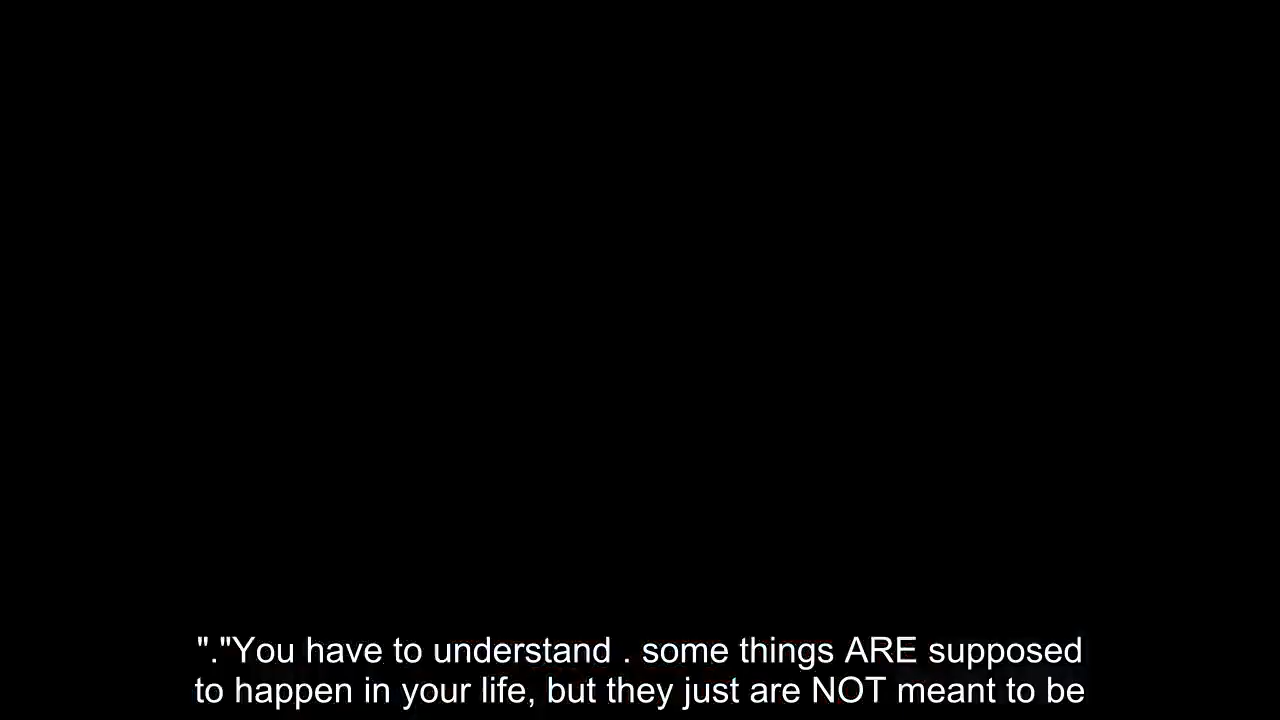 "."You have to understand . some things ARE supposed
to happen in your life, but they just are NOT meant to be